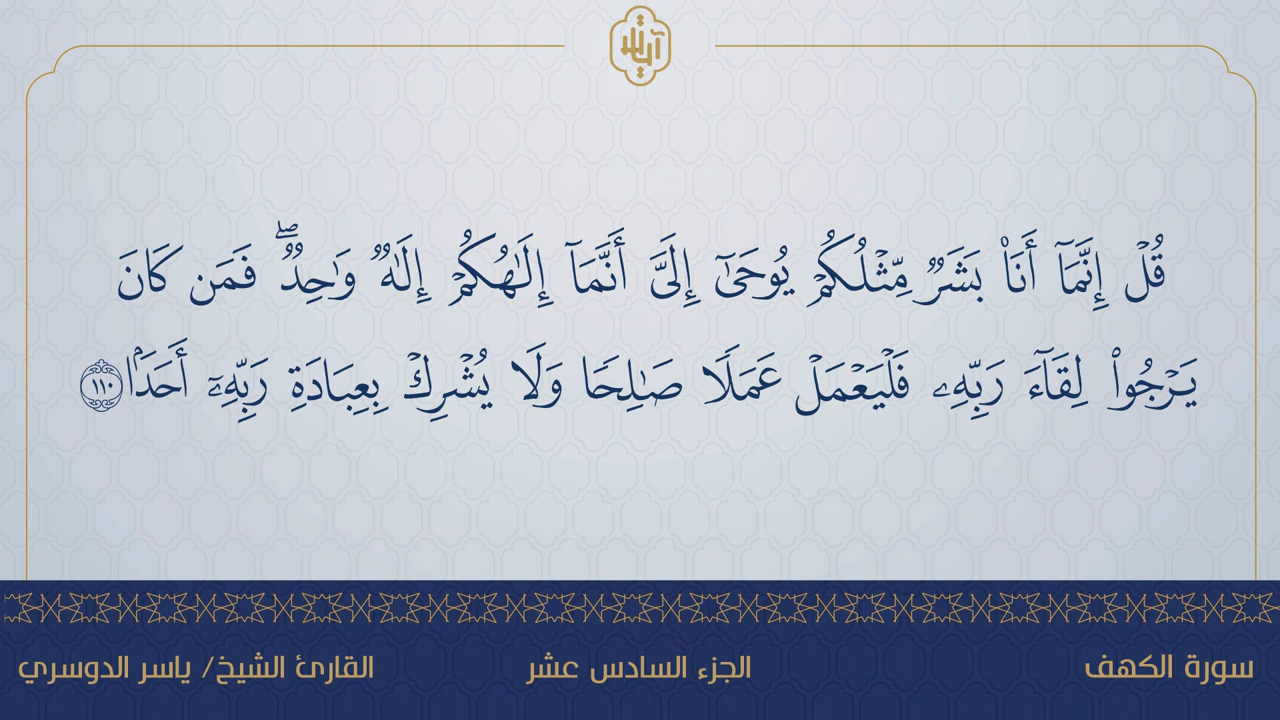 آيات
قُلْ إِنَّمَآ أَنَا۠ بَشَرٌ مِّثْلُكُمْ يُوحَىٰٓ إِلَىَّ أَنَّمَآ إِلَٰهُكُمْ إِلَٰهٌ وَٰحِدٌ ۖ فَمَن كَانَ
يَرْجُوا۟ لِقَآءَ رَبِّهِۦ فَلْيَعْمَلْ عَمَلًا صَٰلِحًا وَلَا يُشْرِكْ بِعِبَادَةِ رَبِّهِۦٓ أَحَدًۢا ١١٠
سورة الكهف الجزء السادس عشر القارئ الشيخ/ ياسر الدوسري